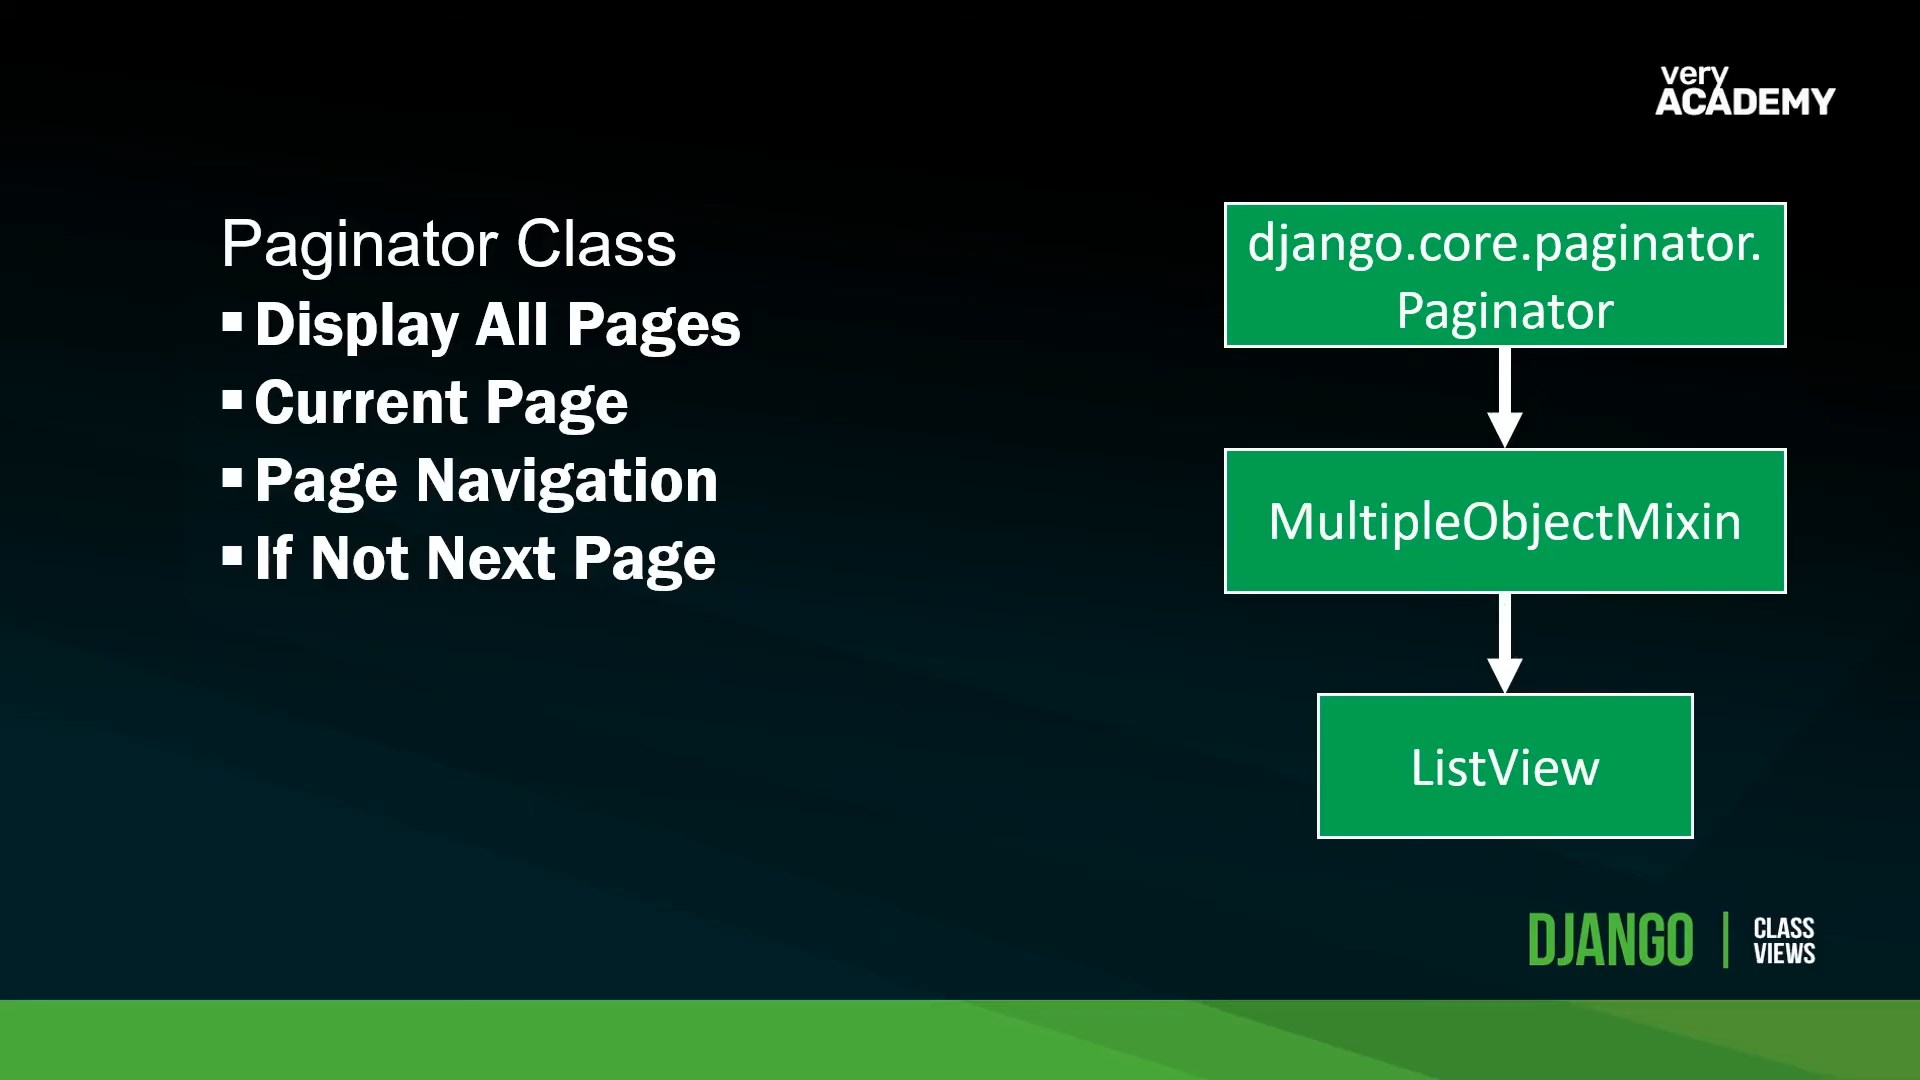 very
ACADEMY
Paginator Class
▪ Display All Pages
▪ Current Page
▪ Page Navigation
▪ If Not Next Page
django.core.paginator.
Paginator
MultipleObjectMixin
ListView
DJANGO | CLASS
VIEWS